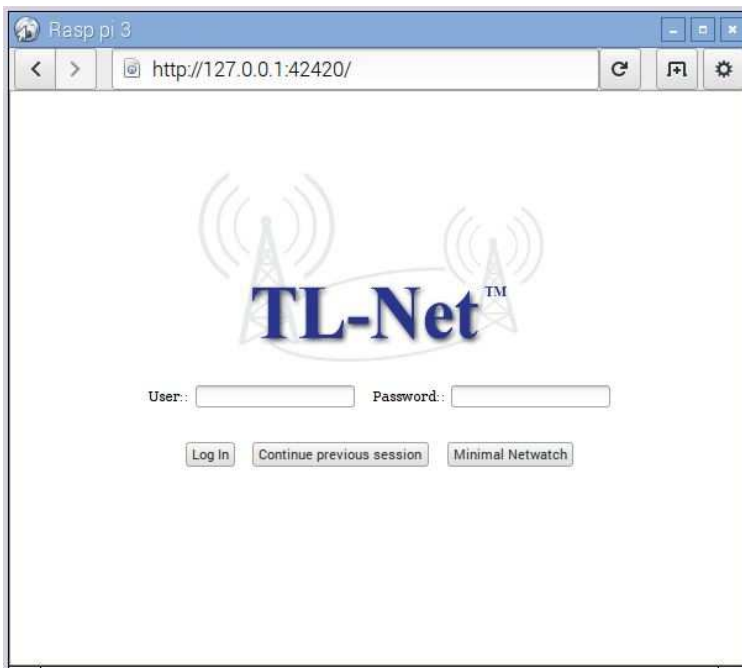 Rasp pi 3
http://127.0.0.1:42420/
TL-Net™
User:: Password::
Log In Continue previous session Minimal Netwatch